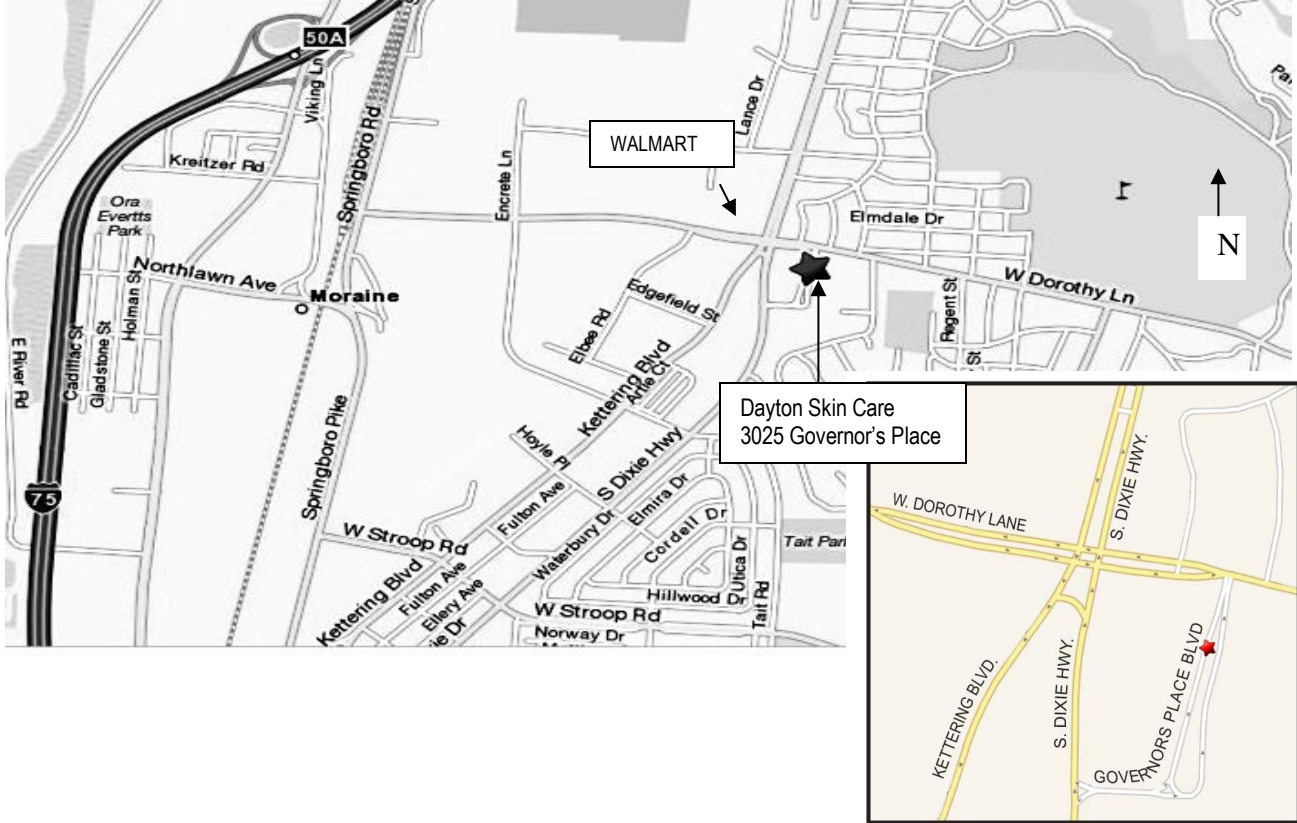 50A
Viking Ln
Springboro Rd
Lance Dr
WALMART
Kreitzer Rd
Encrete Ln
Ora
Evertts
Park
Elmdale Dr
N
Northlawn Ave
Holman St
Moraine
W Dorothy Ln
Edgefield St
Elbee Rd
Regent St
St
E River Rd
Cadillac St
Gladstone St
Kettering Blvd
Artie Ct
Dayton Skin Care
3025 Governor's Place
Springboro Pike
Hoyle Pl
S Dixie Hwy
75
Fulton Ave
Elmira Dr
Cordell Dr
W Stroop Rd
Waterbury Dr
Utica Dr
Tait Park
Kettering Blvd
Fulton Ave
Ellery Ave
Hillwood Dr
Tait Rd
W Stroop Rd
Norway Dr
ie Dr
W. DOROTHY LANE
S. DIXIE HWY.
KETTERING BLVD.
S. DIXIE HWY.
GOVERNORS PLACE BLVD